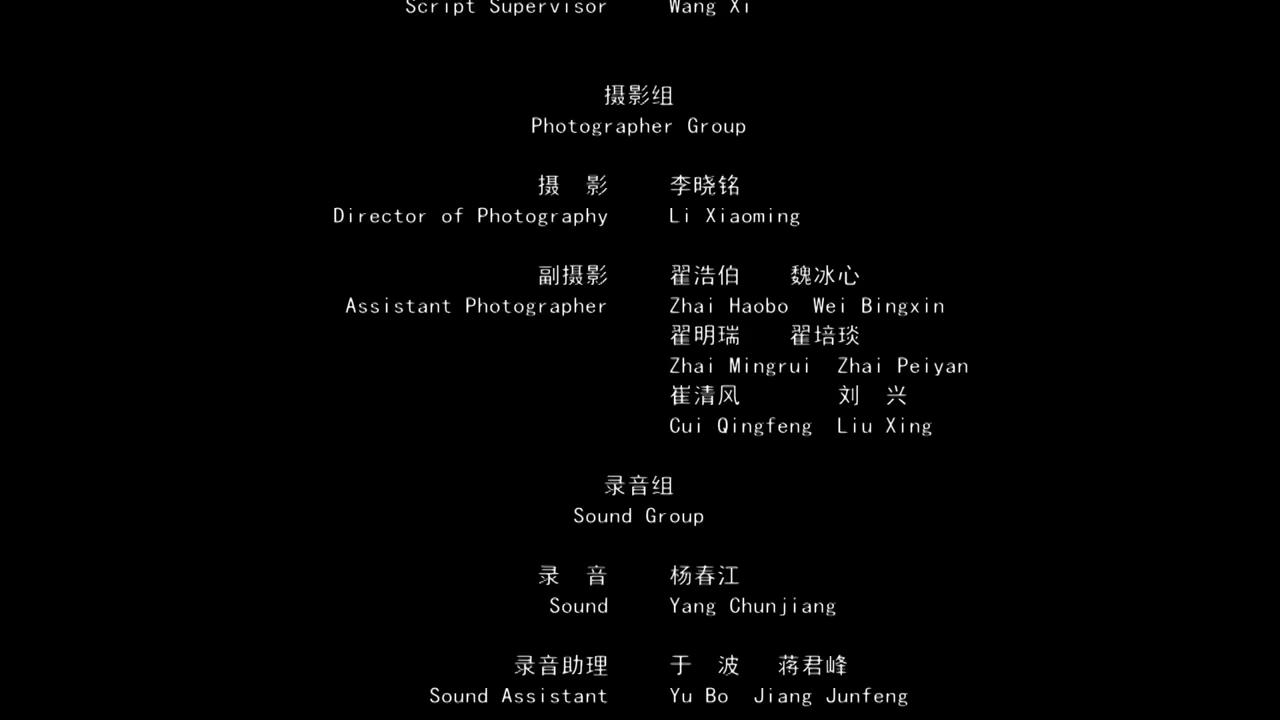 Script Supervisor Wang Xi
摄影组
Photographer Group
摄 影 李晓铭
Director of Photography Li Xiaoming
副摄影 翟浩伯 魏冰心
Assistant Photographer Zhai Haobo Wei Bingxin
翟明瑞 翟培琰
Zhai Mingrui Zhai Peiyan
崔清风 刘 兴
Cui Qingfeng Liu Xing
录音组
Sound Group
录 音 杨春江
Sound Yang Chunjiang
录音助理 于 波 蒋君峰
Sound Assistant Yu Bo Jiang Junfeng